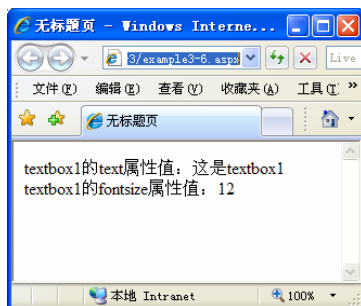 无标题页 - Windows Interne...
3/example3-6.aspx
Live
文件(F) 编辑(E) 查看(V) 收藏夹(A) 工具(T »
无标题页
textbox1的text属性值：这是textbox1
textbox1的fontsize属性值：12
本地 Intranet 100%